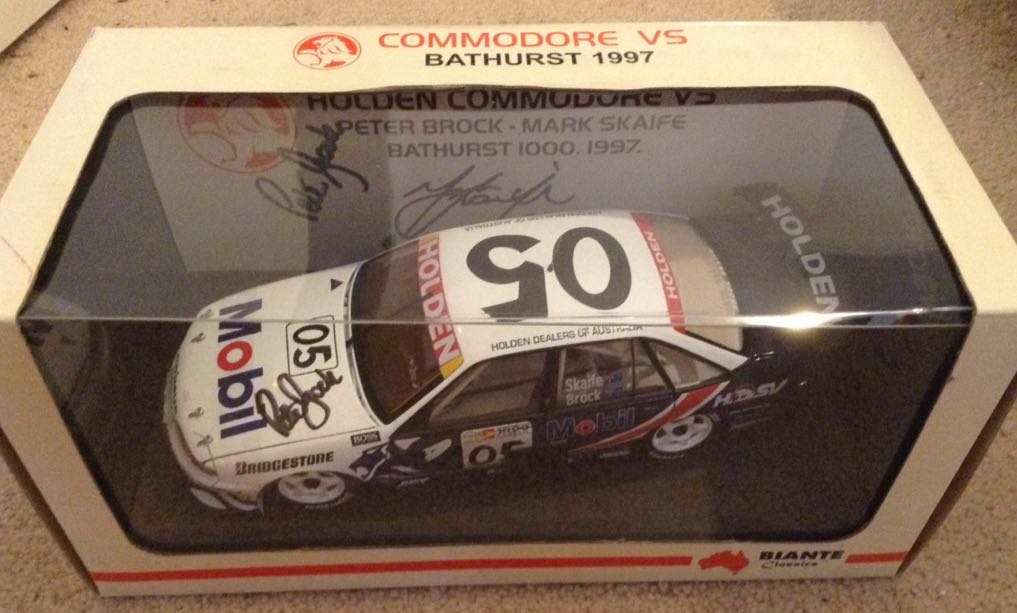 COMMODORE VS
BATHURST 1997
HOLDEN COMMODORE VS
PETER BROCK - MARK SKAIFE
BATHURST 1000. 1997.
HOLDEN
05
HOLDEN
HOLDEN
HOLDEN DEALERS OF AUSTRALIA
Mobil
05
BOSS
BRIDGESTONE
05
Skaife
Brock
Mobil
HSV
BIANTE
Classics